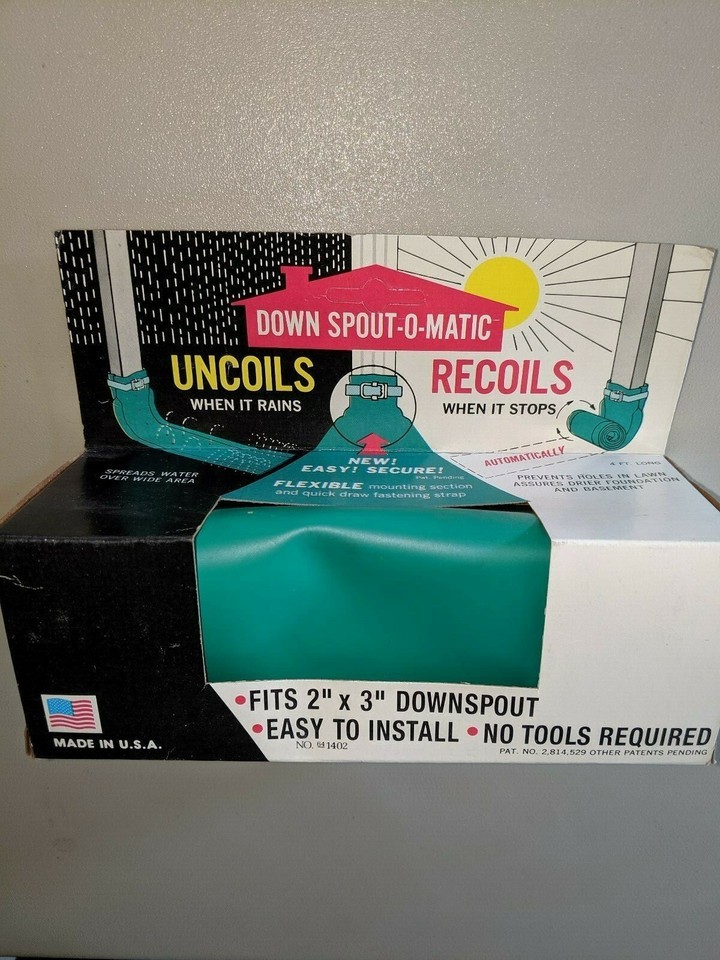 DOWN SPOUT-O-MATIC
UNCOILS
WHEN IT RAINS
RECOILS
WHEN IT STOPS
AUTOMATICALLY
SPREADS WATER
OVER WIDE AREA
NEW!
EASY! SECURE!
Pat. Pending
FLEXIBLE mounting section
and quick draw fastening strap
4 FT. LONG
PREVENTS HOLES IN LAWN
ASSURES DRIER FOUNDATION
AND BASEMENT
•FITS 2" x 3" DOWNSPOUT
•EASY TO INSTALL •NO TOOLS REQUIRED
MADE IN U.S.A.
NO. 1402
PAT. NO. 2,814,529 OTHER PATENTS PENDING